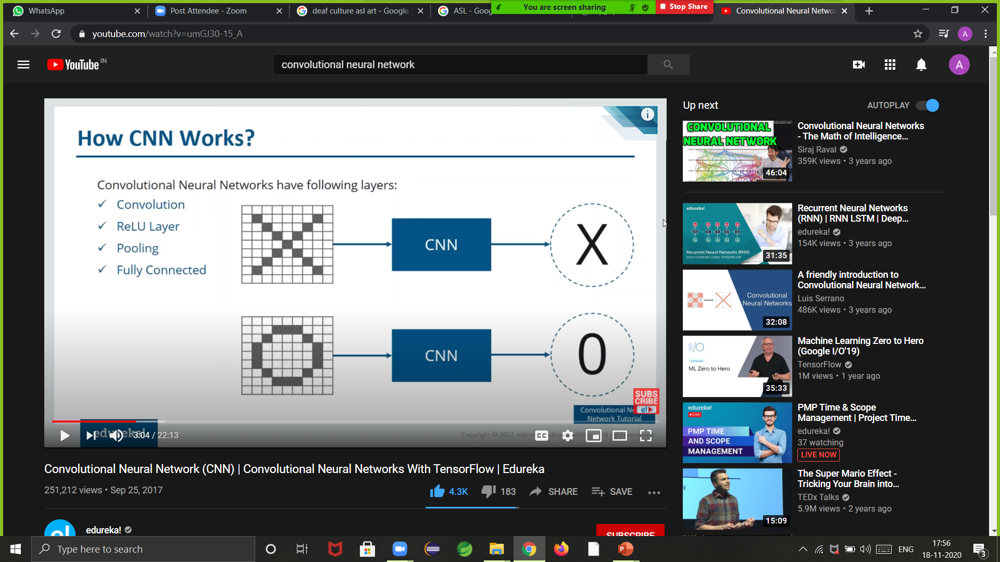 WhatsApp
Post Attendee - Zoom
deaf culture asl art - Google
ASL - Goog
You are screen sharing
Stop Share
Convolutional Neural Netwo
youtube.com/watch?v=umGJ30-15_A
A
YouTube IN
convolutional neural network
A
How CNN Works?
Convolutional Neural Networks have following layers:
✓ Convolution
✓ ReLU Layer
✓ Pooling
✓ Fully Connected
CNN
X
CNN
O
SUBS
CRIBE
e!
Convolutional Ne
Network Tutorial
edureka!
3:04 / 22:13
Copyright © 2017, edure
CC
Convolutional Neural Network (CNN) | Convolutional Neural Networks With TensorFlow | Edureka
251,212 views • Sep 25, 2017
4.3K
183
SHARE
SAVE
edureka!
SUBSCRIBE
Up next
AUTOPLAY
CONVOLUTIONAL
NEURAL NETWORK
46:04
Convolutional Neural Networks
- The Math of Intelligence...
Siraj Raval
359K views • 3 years ago
edureka!
Recurrent Neural Networks (RNN)
DEEP LEARNING USING TENSORFLOW
31:35
Recurrent Neural Networks
(RNN) | RNN LSTM | Deep...
edureka!
154K views • 3 years ago
Convolutional
Neural Networks
32:08
A friendly introduction to
Convolutional Neural Network...
Luis Serrano
486K views • 3 years ago
I/O
Advanced
ML Zero to Hero
35:33
Machine Learning Zero to Hero
(Google I/O'19)
TensorFlow
1M views • 1 year ago
edureka!
LIVE
PMP TIME
AND SCOPE
MANAGEMENT
PMP Time & Scope
Management | Project Time...
edureka!
37 watching
LIVE NOW
15:09
The Super Mario Effect -
Tricking Your Brain into...
TEDx Talks
5.9M views • 2 years ago
Type here to search
ENG
17:56
18-11-2020
3